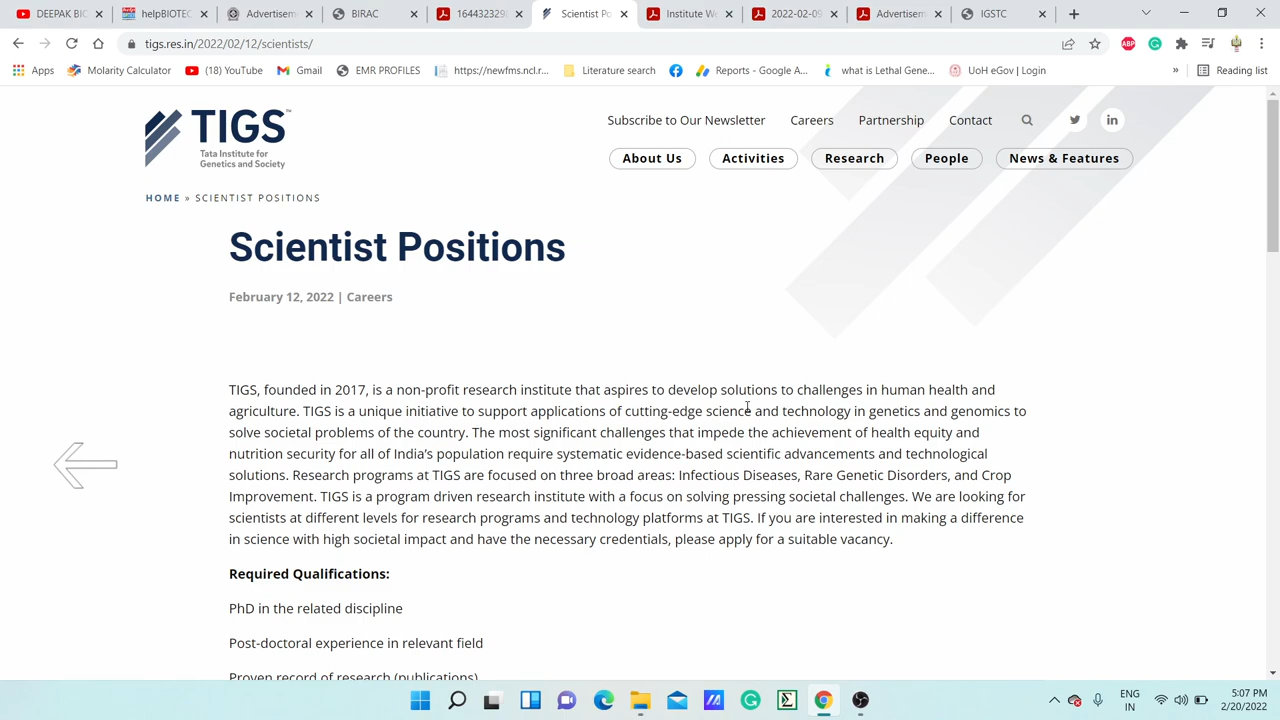 DEEPAK BIO
helpBIOTEC
Advertisem
BIRAC
1644323298
Scientist Po
Institute We
2022-02-09
Advertisem
IGSTC
tigs.res.in/2022/02/12/scientists/
ABP
Apps
Molarity Calculator
(18) YouTube
Gmail
EMR PROFILES
https://newfms.ncl.r...
Literature search
Reports - Google A...
what is Lethal Gene...
UoH eGov | Login
»
Reading list
TIGS™
Tata Institute for
Genetics and Society
Subscribe to Our Newsletter
Careers
Partnership
Contact
About Us
Activities
Research
People
News & Features
HOME » SCIENTIST POSITIONS
Scientist Positions
February 12, 2022 | Careers
TIGS, founded in 2017, is a non-profit research institute that aspires to develop solutions to challenges in human health and
agriculture. TIGS is a unique initiative to support applications of cutting-edge science and technology in genetics and genomics to
solve societal problems of the country. The most significant challenges that impede the achievement of health equity and
nutrition security for all of India’s population require systematic evidence-based scientific advancements and technological
solutions. Research programs at TIGS are focused on three broad areas: Infectious Diseases, Rare Genetic Disorders, and Crop
Improvement. TIGS is a program driven research institute with a focus on solving pressing societal challenges. We are looking for
scientists at different levels for research programs and technology platforms at TIGS. If you are interested in making a difference
in science with high societal impact and have the necessary credentials, please apply for a suitable vacancy.
Required Qualifications:
PhD in the related discipline
Post-doctoral experience in relevant field
Proven record of research (publications)
ENG
IN
5:07 PM
2/20/2022